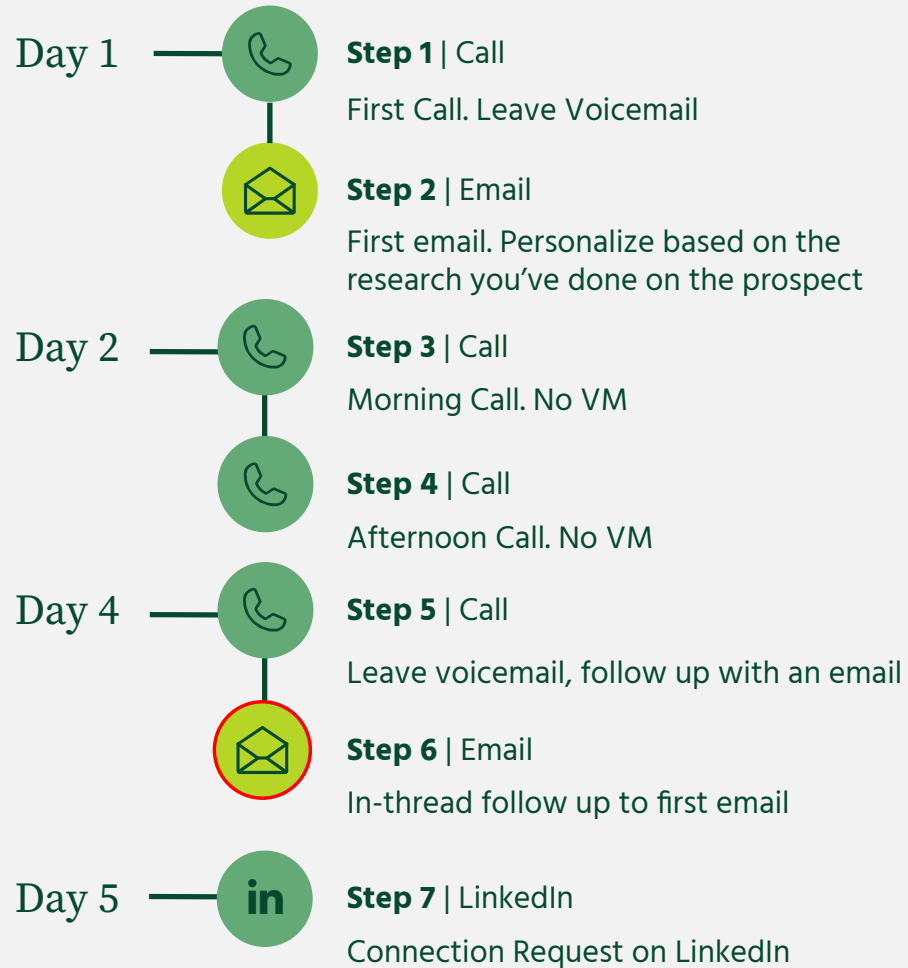 Day 1
Step 1 | Call
First Call. Leave Voicemail
Step 2 | Email
First email. Personalize based on the
research you’ve done on the prospect
Day 2
Step 3 | Call
Morning Call. No VM
Step 4 | Call
Afternoon Call. No VM
Day 4
Step 5 | Call
Leave voicemail, follow up with an email
Step 6 | Email
In-thread follow up to first email
Day 5
in
Step 7 | LinkedIn
Connection Request on LinkedIn